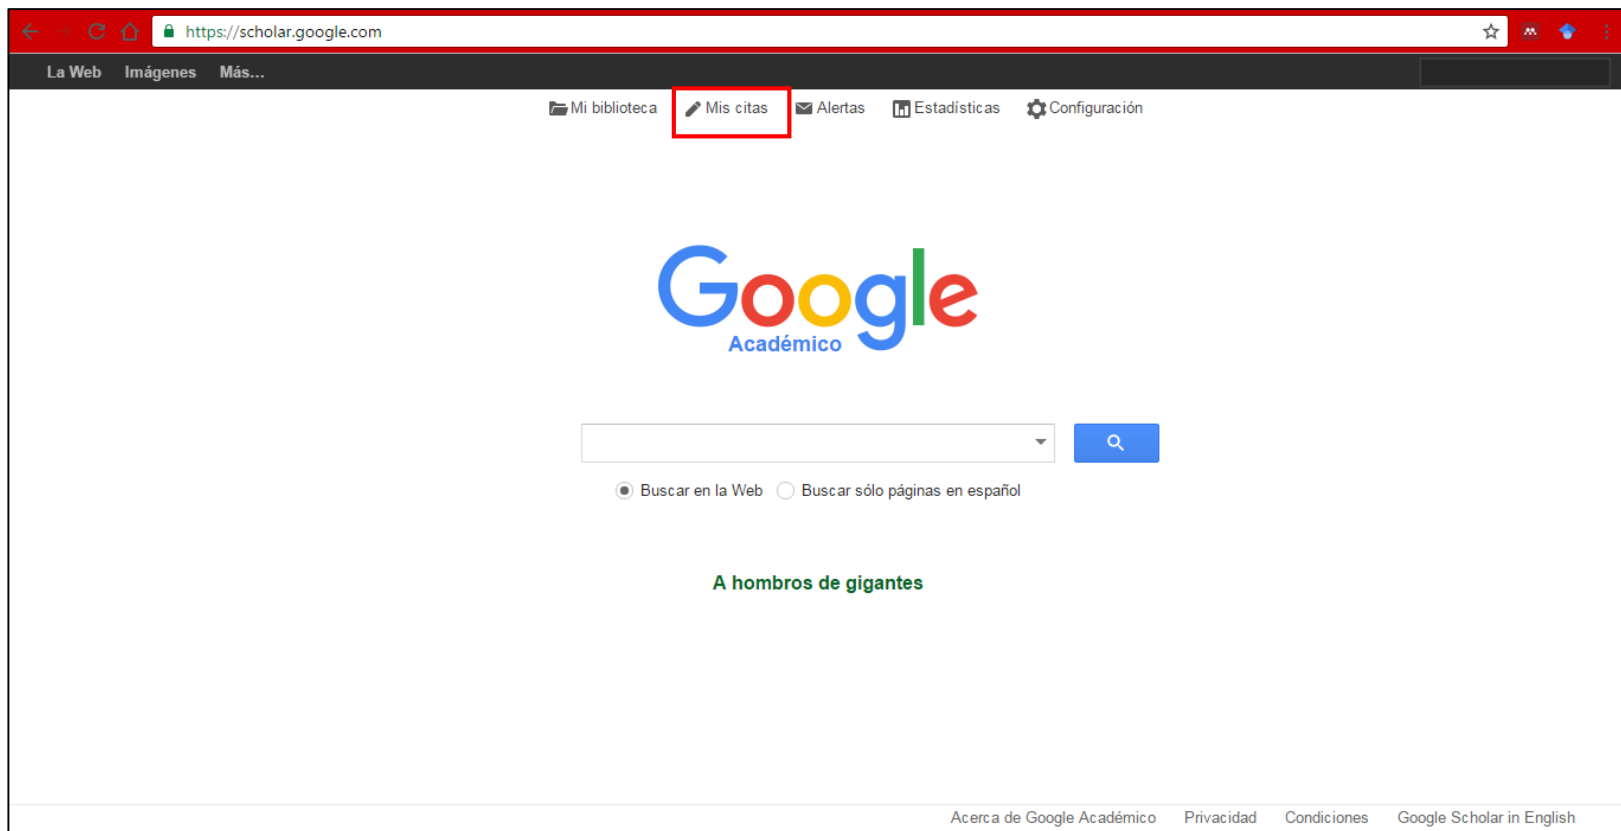 https://scholar.google.com
La Web Imágenes Más...
Mi biblioteca Mis citas Alertas Estadísticas Configuración
Google
Académico
Buscar en la Web Buscar sólo páginas en español
A hombros de gigantes
Acerca de Google Académico Privacidad Condiciones Google Scholar in English